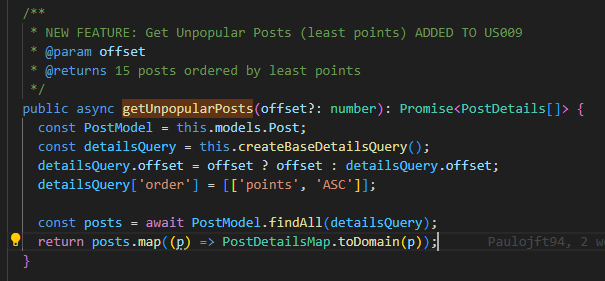 /**
* NEW FEATURE: Get Unpopular Posts (least points) ADDED TO US009
* @param offset
* @returns 15 posts ordered by least points
*/
public async getUnpopularPosts(offset?: number): Promise<PostDetails[]> {
const PostModel = this.models.Post;
const detailsQuery = this.createBaseDetailsQuery();
detailsQuery.offset = offset ? offset : detailsQuery.offset;
detailsQuery['order'] = [['points', 'ASC']];
const posts = await PostModel.findAll(detailsQuery);
return posts.map((p) => PostDetailsMap.toDomain(p)); Paulojft94, 2 w
}